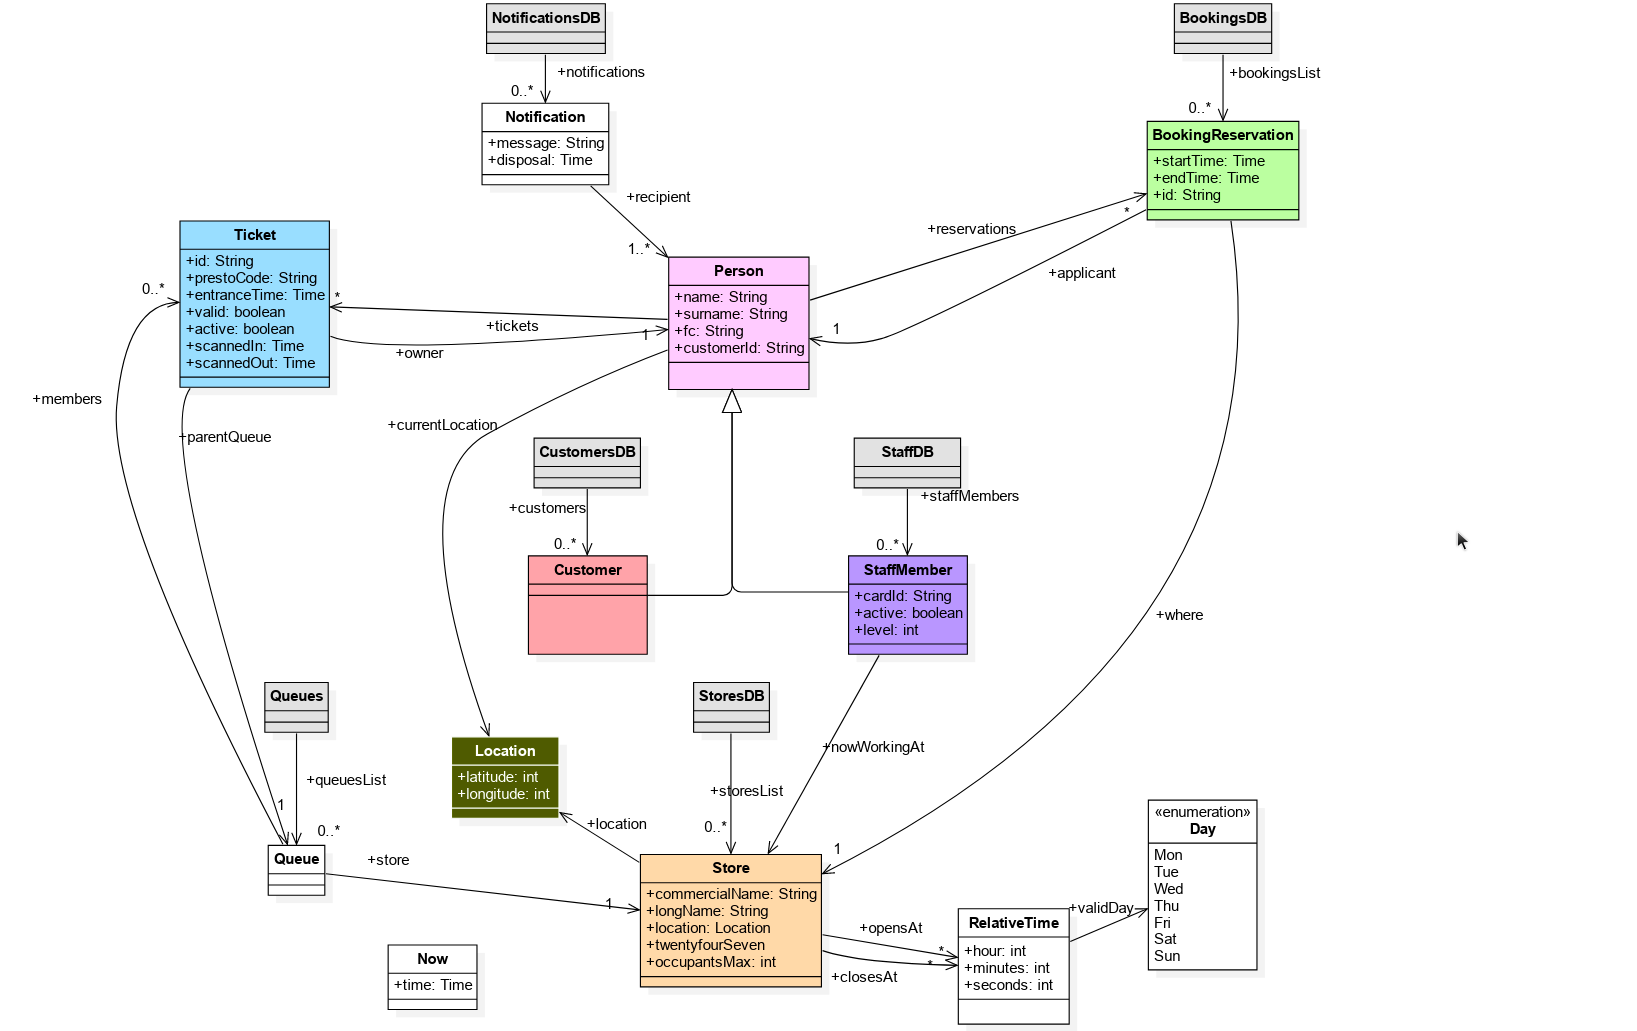 NotificationsDB
+notifications
0..*
Notification
+message: String
+disposal: Time
+recipient
1..*
BookingsDB
+bookingsList
0..*
BookingReservation
+startTime: Time
+endTime: Time
+id: String
*
+reservations
+applicant
1
Ticket
+id: String
+prestoCode: String
+entranceTime: Time
+valid: boolean
+active: boolean
+scannedIn: Time
+scannedOut: Time
0..*
*
+tickets
+owner
1
Person
+name: String
+surname: String
+fc: String
+customerId: String
+members
+parentQueue
+currentLocation
CustomersDB
+customers
0..*
Customer
StaffDB
+staffMembers
0..*
StaffMember
+cardId: String
+active: boolean
+level: int
+where
Queues
+queuesList
1
0..*
Queue
+store
1
Location
+latitude: int
+longitude: int
+location
StoresDB
+storesList
0..*
+nowWorkingAt
1
Store
+commercialName: String
+longName: String
+location: Location
+twentyfourSeven
+occupantsMax: int
+opensAt
*
+closesAt
*
RelativeTime
+hour: int
+minutes: int
+seconds: int
+validDay
«enumeration»
Day
Mon
Tue
Wed
Thu
Fri
Sat
Sun
Now
+time: Time